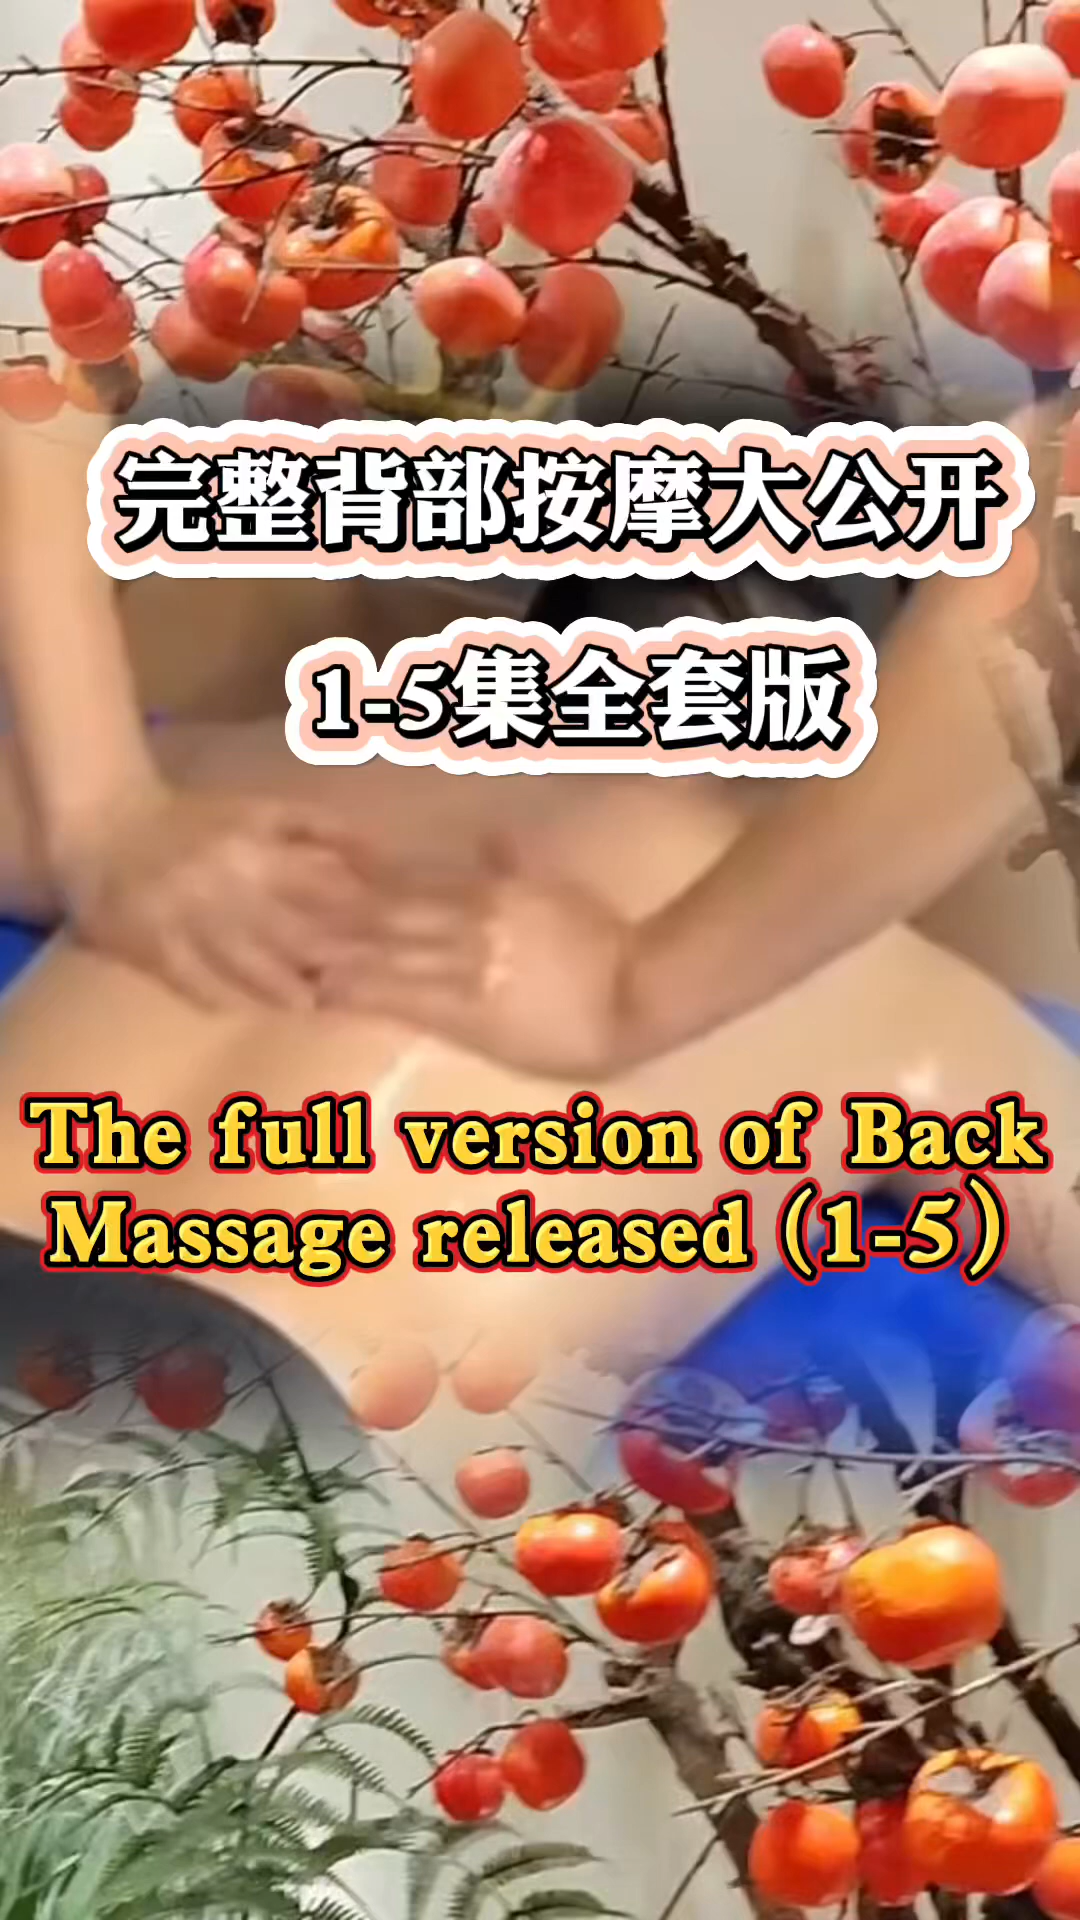 完整背部按摩大公开
1-5集全套版
The full version of Back
Massage released (1-5)